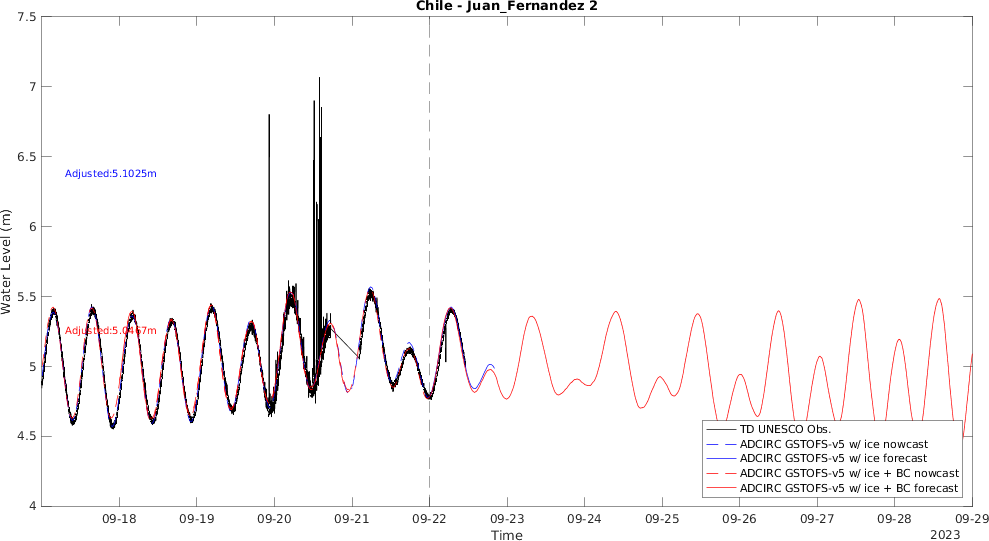 Chile - Juan_Fernandez 2
7.5
7
6.5
6
5.5
5
4.5
4
Water Level (m)
Adjusted:5.1025m
Adjusted:5.0467m
TD UNESCO Obs.
ADCIRC GSTOFS-v5 w/ ice nowcast
ADCIRC GSTOFS-v5 w/ ice forecast
ADCIRC GSTOFS-v5 w/ ice + BC nowcast
ADCIRC GSTOFS-v5 w/ ice + BC forecast
09-18 09-19 09-20 09-21 09-22 09-23 09-24 09-25 09-26 09-27 09-28 09-29
Time
2023